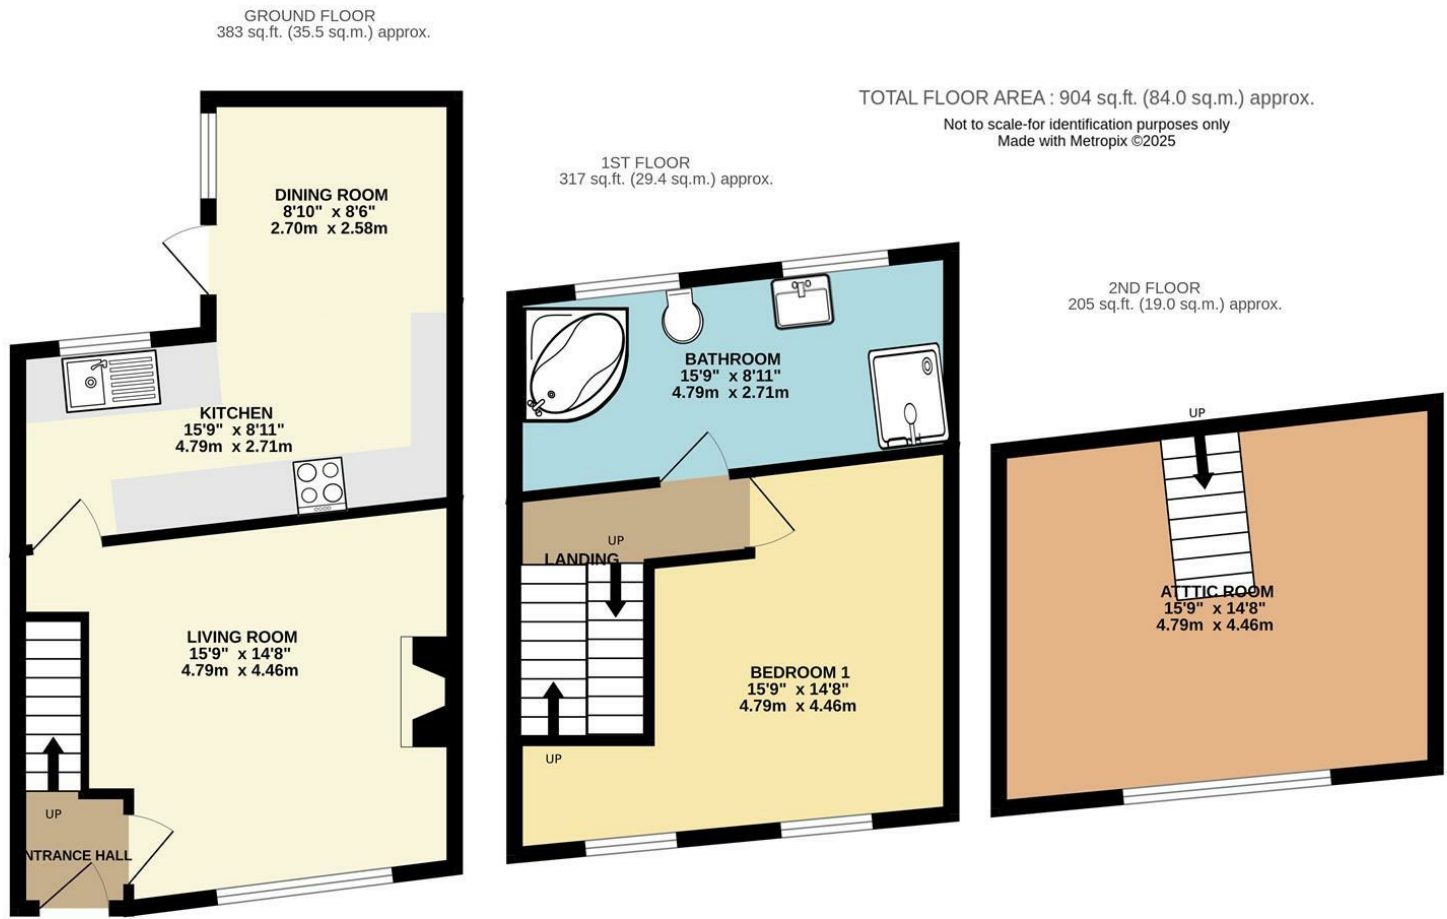 GROUND FLOOR
383 sq.ft. (35.5 sq.m.) approx.
TOTAL FLOOR AREA : 904 sq.ft. (84.0 sq.m.) approx.
Not to scale-for identification purposes only
Made with Metropix ©2025
1ST FLOOR
317 sq.ft. (29.4 sq.m.) approx.
2ND FLOOR
205 sq.ft. (19.0 sq.m.) approx.
DINING ROOM
8'10" x 8'6"
2.70m x 2.58m
KITCHEN
15'9" x 8'11"
4.79m x 2.71m
LIVING ROOM
15'9" x 14'8"
4.79m x 4.46m
UP
NTRANCE HALL
BATHROOM
15'9" x 8'11"
4.79m x 2.71m
UP
LANDING
BEDROOM 1
15'9" x 14'8"
4.79m x 4.46m
UP
UP
ATTTIC ROOM
15'9" x 14'8"
4.79m x 4.46m